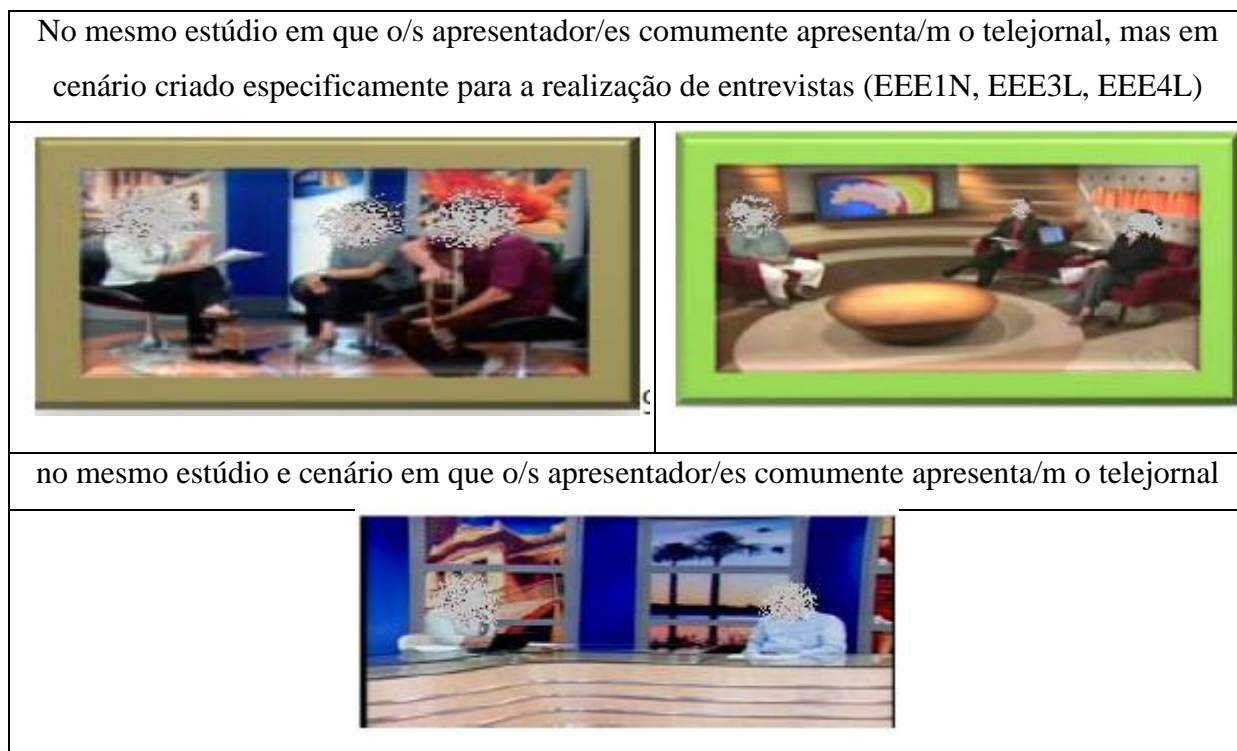 No mesmo estúdio em que o/s apresentador/es comumente apresenta/m o telejornal, mas em
cenário criado especificamente para a realização de entrevistas (EEE1N, EEE3L, EEE4L)
no mesmo estúdio e cenário em que o/s apresentador/es comumente apresenta/m o telejornal